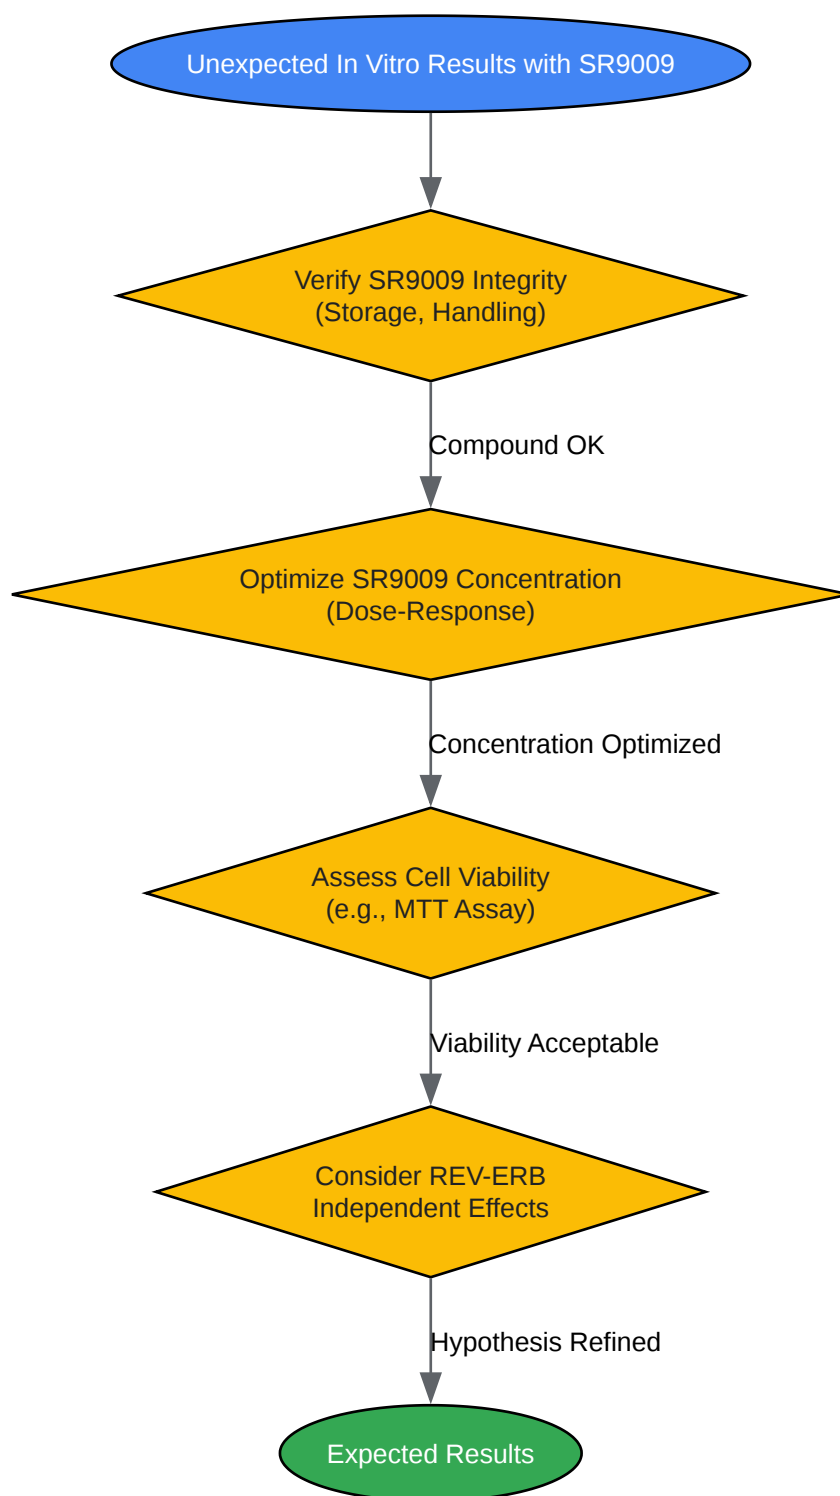 Unexpected In Vitro Results with SR9009
Verify SR9009 Integrity
(Storage, Handling)
Compound OK
Optimize SR9009 Concentration
(Dose-Response)
Concentration Optimized
Assess Cell Viability
(e.g., MTT Assay)
Viability Acceptable
Consider REV-ERB
Independent Effects
Hypothesis Refined
Expected Results